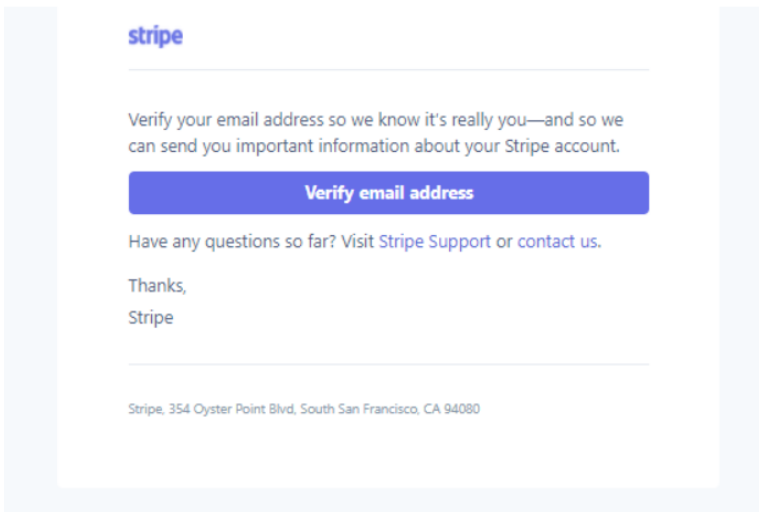 stripe
Verify your email address so we know it's really you—and so we
can send you important information about your Stripe account.
Verify email address
Have any questions so far? Visit Stripe Support or contact us.
Thanks,
Stripe
Stripe, 354 Oyster Point Blvd, South San Francisco, CA 94080